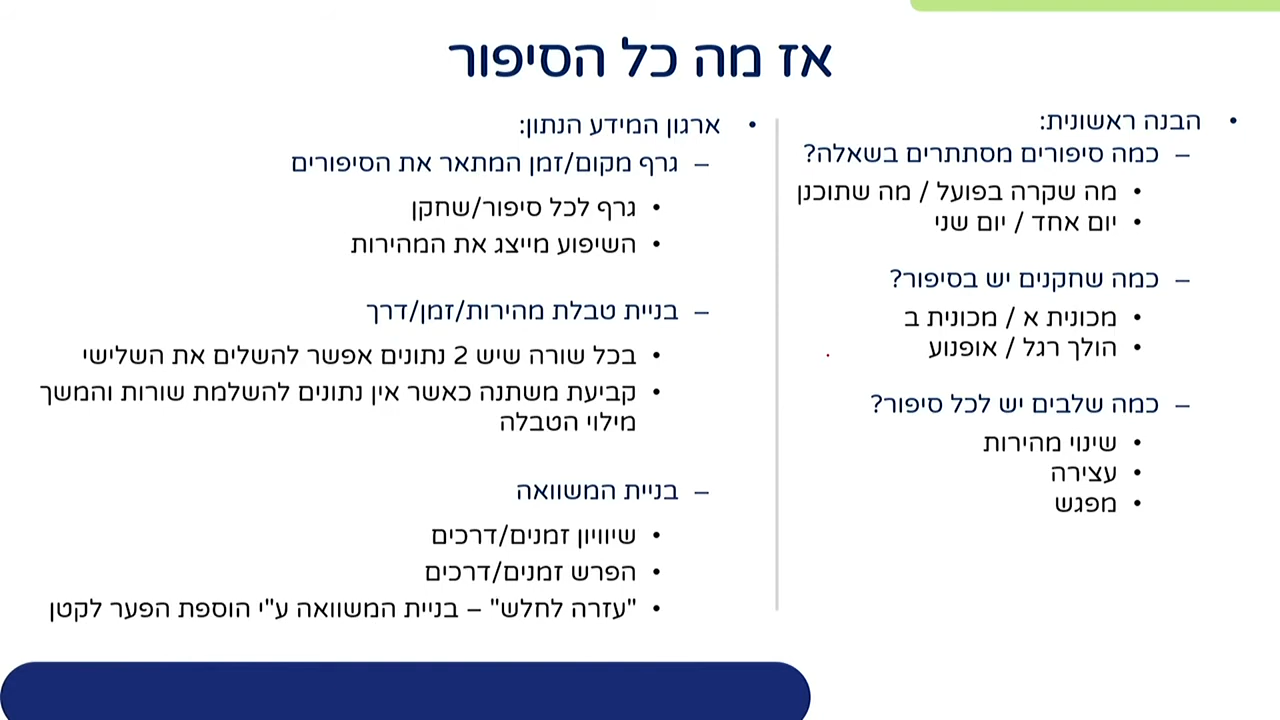 אז מה כל הסיפור
• הבנה ראשונית:
– כמה סיפורים מסתתרים בשאלה?
• מה שקרה בפועל / מה שתוכנן
• יום אחד / יום שני
– כמה שחקנים יש בסיפור?
• מכונית א / מכונית ב
• הולך רגל / אופנוע
– כמה שלבים יש לכל סיפור?
• שינוי מהירות
• עצירה
• מפגש
• ארגון המידע הנתון:
– גרף מקום/זמן המתאר את הסיפורים
• גרף לכל סיפור/שחקן
• השיפוע מייצג את המהירות
– בניית טבלת מהירות/זמן/דרך
• בכל שורה שיש 2 נתונים אפשר להשלים את השלישי
• קביעת משתנה כאשר אין נתונים להשלמת שורות והמשך
מילוי הטבלה
– בניית המשוואה
• שיוויון זמנים/דרכים
• הפרש זמנים/דרכים
• "עזרה לחלש" – בניית המשוואה ע"י הוספת הפער לקטן